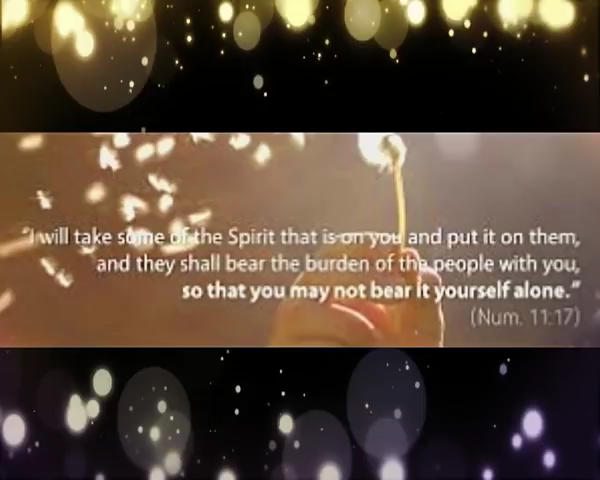 “I will take some of the Spirit that is on you and put it on them,
and they shall bear the burden of the people with you,
so that you may not bear it yourself alone.”
(Num. 11:17)